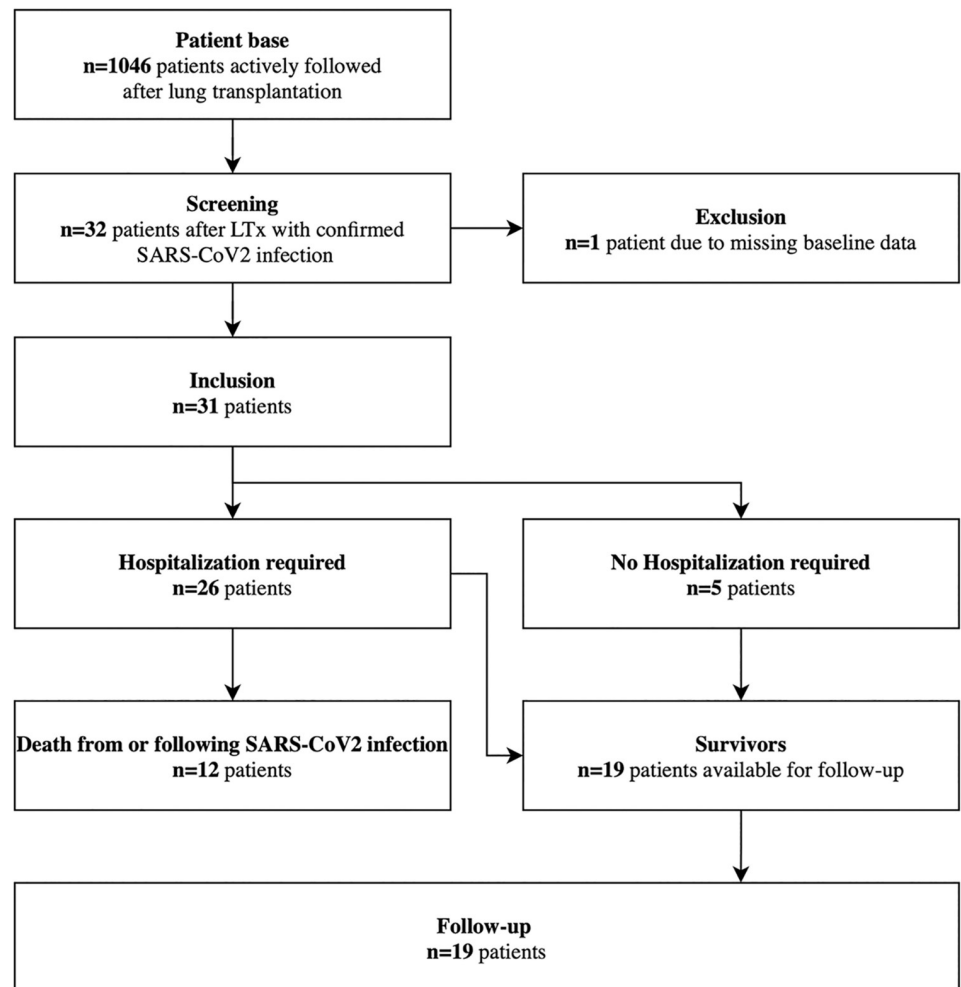 Patient base
n=1046 patients actively followed
after lung transplantation
Screening
n=32 patients after LTx with confirmed
SARS-CoV2 infection
Exclusion
n=1 patient due to missing baseline data
Inclusion
n=31 patients
Hospitalization required
n=26 patients
No Hospitalization required
n=5 patients
Death from or following SARS-CoV2 infection
n=12 patients
Survivors
n=19 patients available for follow-up
Follow-up
n=19 patients